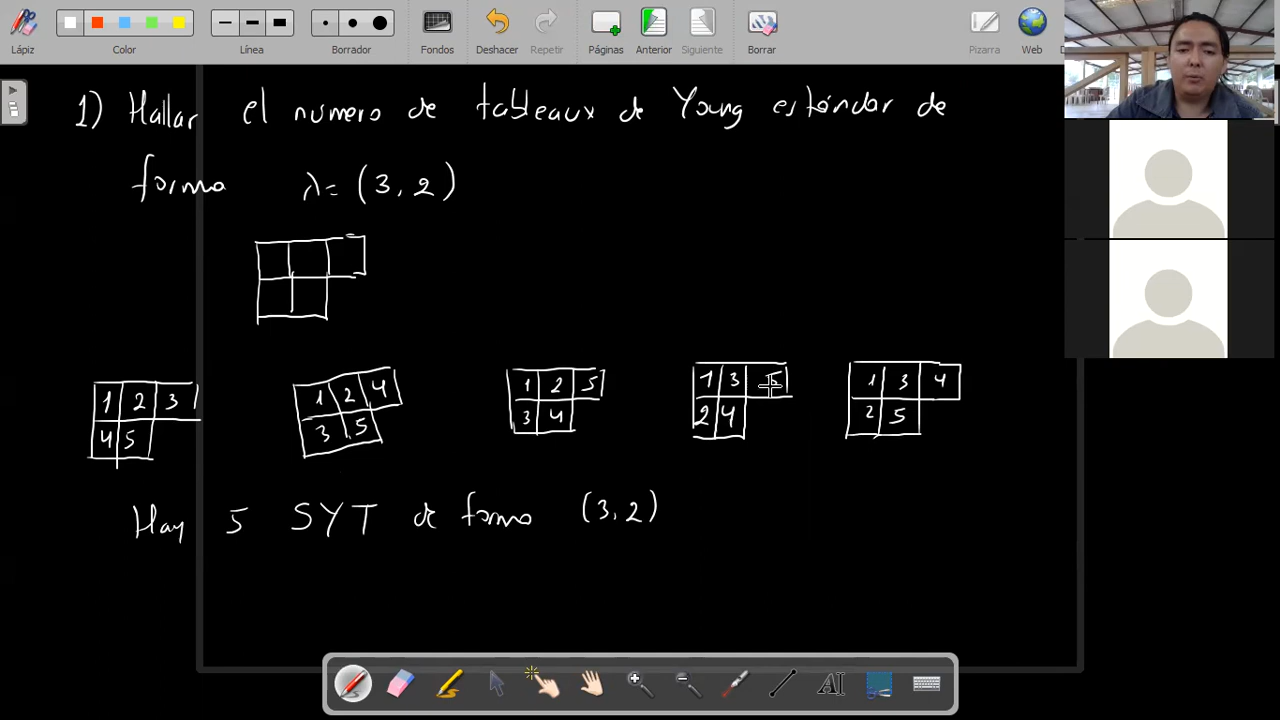 Lápiz Color Línea Borrador Fondos Deshacer Repetir Páginas Anterior Siguiente Borrar Pizarra Web
1) Hallar el número de tableaux de Young estándar de
forma λ= (3, 2)
1 2 3
4 5
1 2 4
3 5
1 2 5
3 4
1 3 5
2 4
1 3 4
2 5
Hay 5 SYT de forma (3, 2)
AI